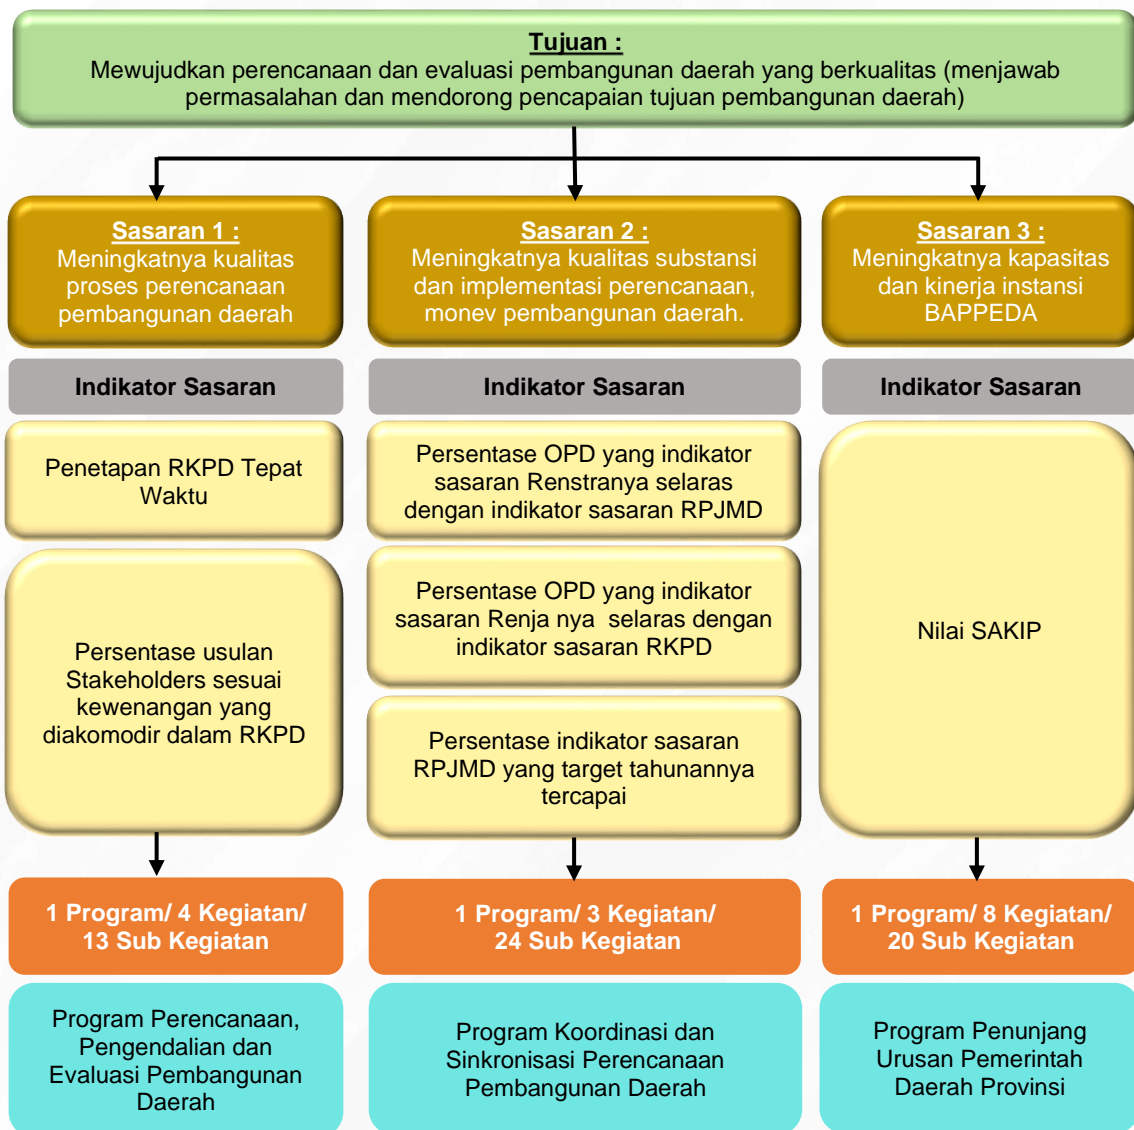 Tujuan :
Mewujudkan perencanaan dan evaluasi pembangunan daerah yang berkualitas (menjawab
permasalahan dan mendorong pencapaian tujuan pembangunan daerah)
Sasaran 1 :
Meningkatnya kualitas
proses perencanaan
pembangunan daerah
Sasaran 2 :
Meningkatnya kualitas substansi
dan implementasi perencanaan,
monev pembangunan daerah.
Sasaran 3 :
Meningkatnya kapasitas
dan kinerja instansi
BAPPEDA
Indikator Sasaran
Indikator Sasaran
Indikator Sasaran
Penetapan RKPD Tepat
Waktu
Persentase usulan
Stakeholders sesuai
kewenangan yang
diakomodir dalam RKPD
Persentase OPD yang indikator
sasaran Renstranya selaras
dengan indikator sasaran RPJMD
Persentase OPD yang indikator
sasaran Renja nya selaras dengan
indikator sasaran RKPD
Persentase indikator sasaran
RPJMD yang target tahunannya
tercapai
Nilai SAKIP
1 Program/ 4 Kegiatan/
13 Sub Kegiatan
1 Program/ 3 Kegiatan/
24 Sub Kegiatan
1 Program/ 8 Kegiatan/
20 Sub Kegiatan
Program Perencanaan,
Pengendalian dan
Evaluasi Pembangunan
Daerah
Program Koordinasi dan
Sinkronisasi Perencanaan
Pembangunan Daerah
Program Penunjang
Urusan Pemerintah
Daerah Provinsi